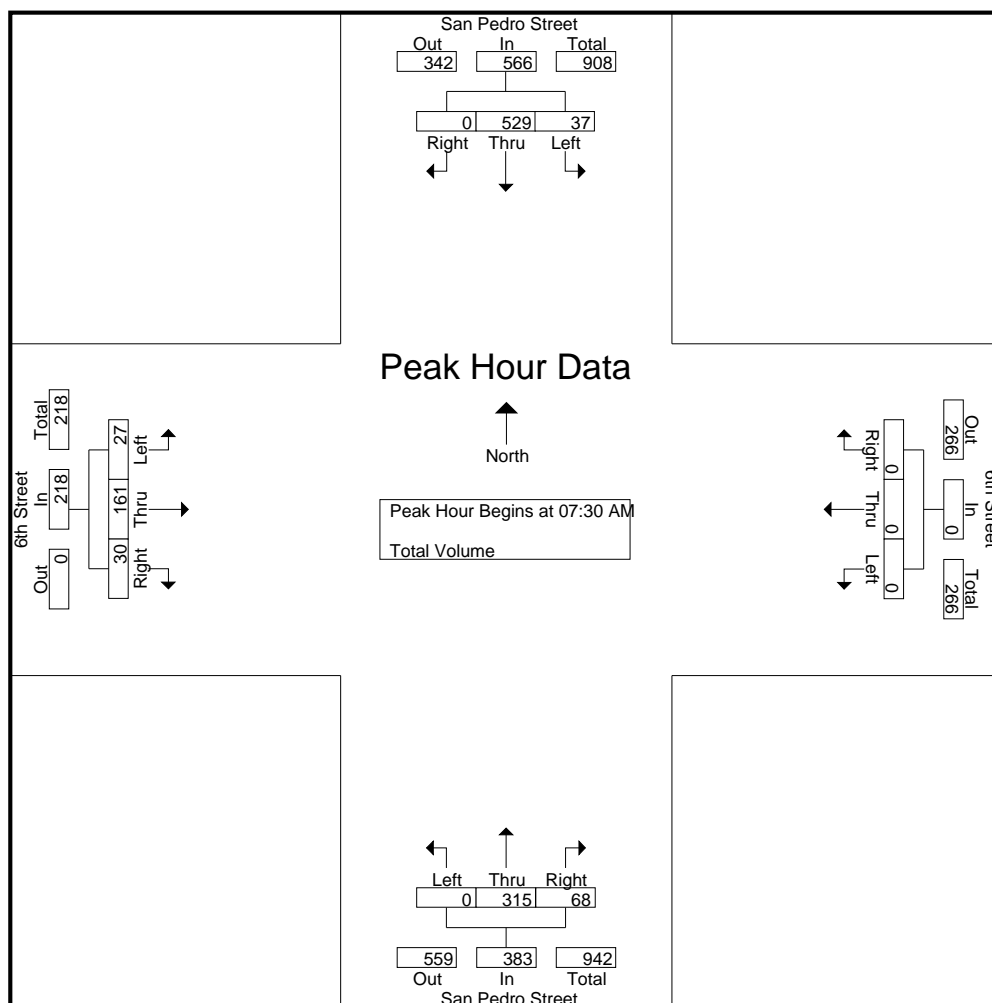 San Pedro Street
Out In Total
342 566 908
0 529 37
Right Thru Left
Peak Hour Data
North
Peak Hour Begins at 07:30 AM
Total Volume
6th Street
Out In Total
0 218 218
27 161 30
Left Thru Right
6th Street
Out In Total
266 0 266
0 0 0
Right Thru Left
Left Thru Right
0 315 68
559 383 942
Out In Total
San Pedro Street